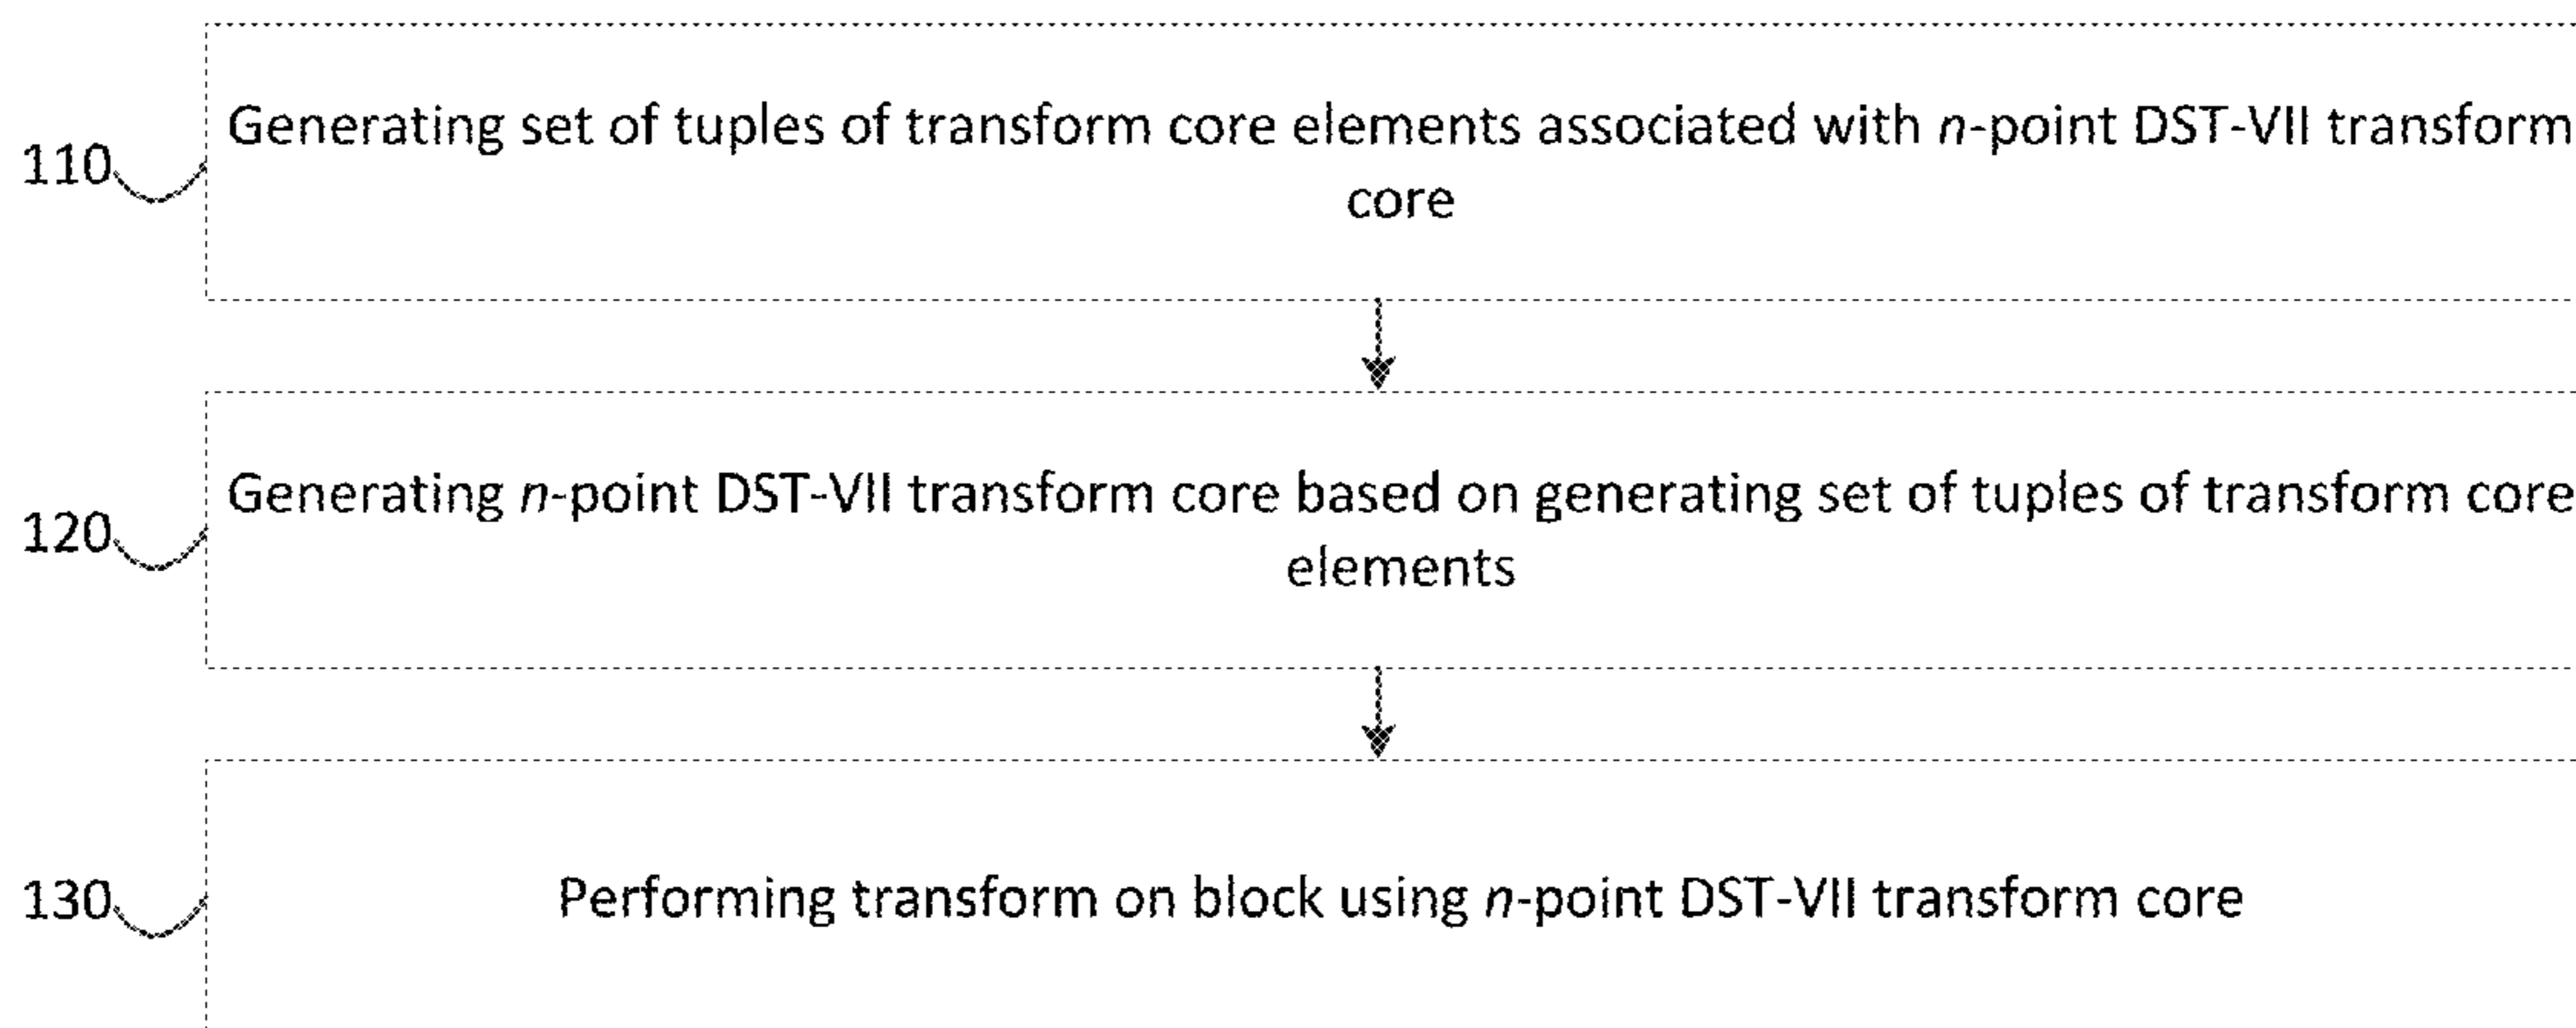 110
Generating set of tuples of transform core elements associated with n-point DST-VII transform
core
120
Generating n-point DST-VII transform core based on generating set of tuples of transform core
elements
130
Performing transform on block using n-point DST-VII transform core